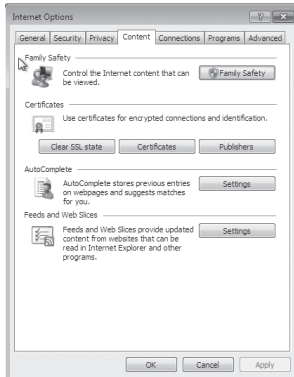 Internet Options
General Security Privacy Content Connections Programs Advanced
Family Safety
Control the Internet content that can
be viewed.
Family Safety
Certificates
Use certificates for encrypted connections and identification.
Clear SSL state
Certificates
Publishers
AutoComplete
AutoComplete stores previous entries
on webpages and suggests matches
for you.
Settings
Feeds and Web Slices
Feeds and Web Slices provide updated
content from websites that can be
read in Internet Explorer and other
programs.
Settings
OK
Cancel
Apply